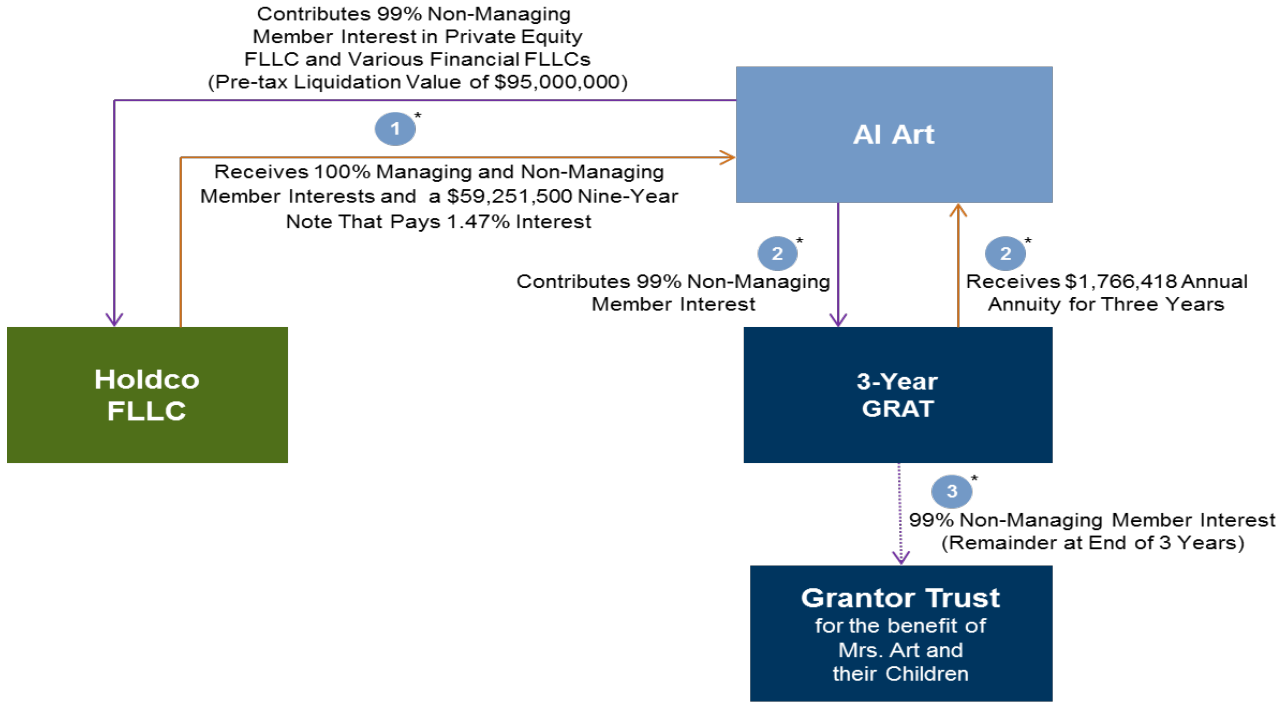 Contributes 99% Non-Managing
Member Interest in Private Equity
FLLC and Various Financial FLLCs
(Pre-tax Liquidation Value of $95,000,000)
1*
Receives 100% Managing and Non-Managing
Member Interests and a $59,251,500 Nine-Year
Note That Pays 1.47% Interest
Al Art
2*
Contributes 99% Non-Managing
Member Interest
2*
Receives $1,766,418 Annual
Annuity for Three Years
Holdco
FLLC
3-Year
GRAT
3*
99% Non-Managing Member Interest
(Remainder at End of 3 Years)
Grantor Trust
for the benefit of
Mrs. Art and
their Children